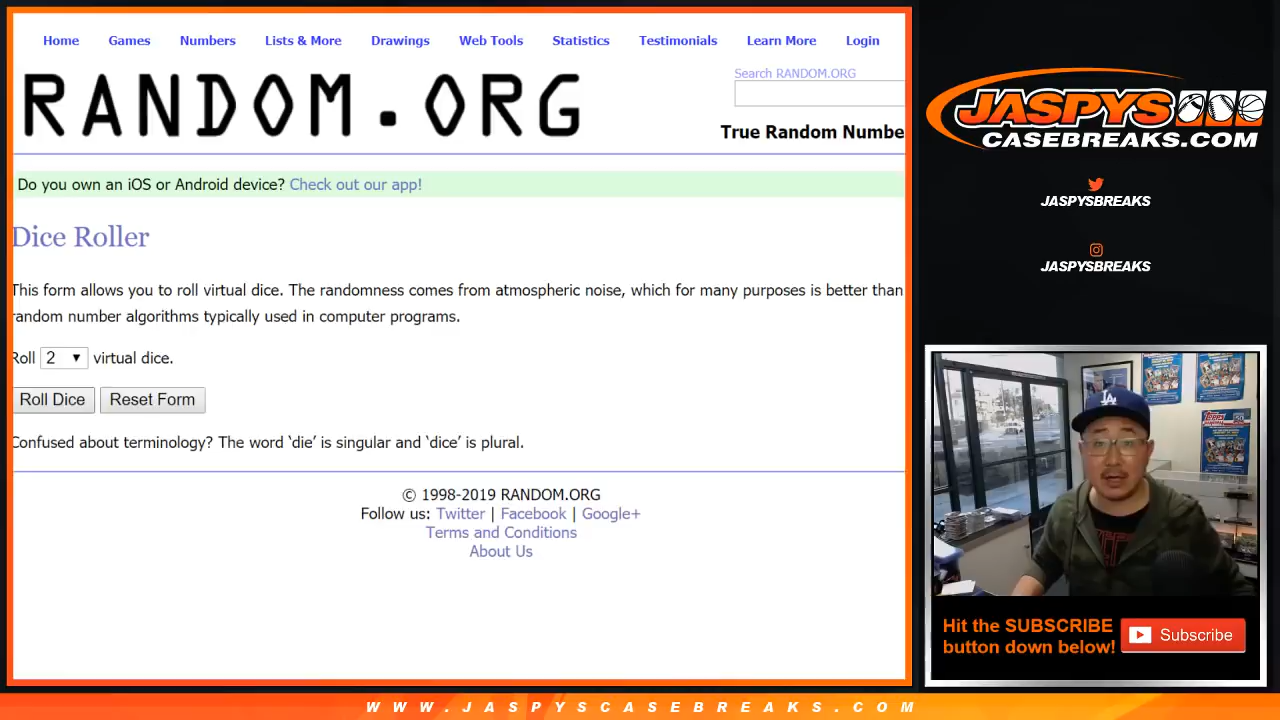 Home Games Numbers Lists & More Drawings Web Tools Statistics Testimonials Learn More Login
RANDOM.ORG
Search RANDOM.ORG
True Random Numbe
Do you own an iOS or Android device? Check out our app!
Dice Roller
This form allows you to roll virtual dice. The randomness comes from atmospheric noise, which for many purposes is better than
random number algorithms typically used in computer programs.
Roll 2 virtual dice.
Roll Dice Reset Form
Confused about terminology? The word ‘die’ is singular and ‘dice’ is plural.
© 1998-2019 RANDOM.ORG
Follow us: Twitter | Facebook | Google+
Terms and Conditions
About Us
JASPYS
CASEBREAKS.COM
JASPYSBREAKS
JASPYSBREAKS
LA
Hit the SUBSCRIBE
button down below!
Subscribe
WWW.JASPYSCASEBREAKS.COM